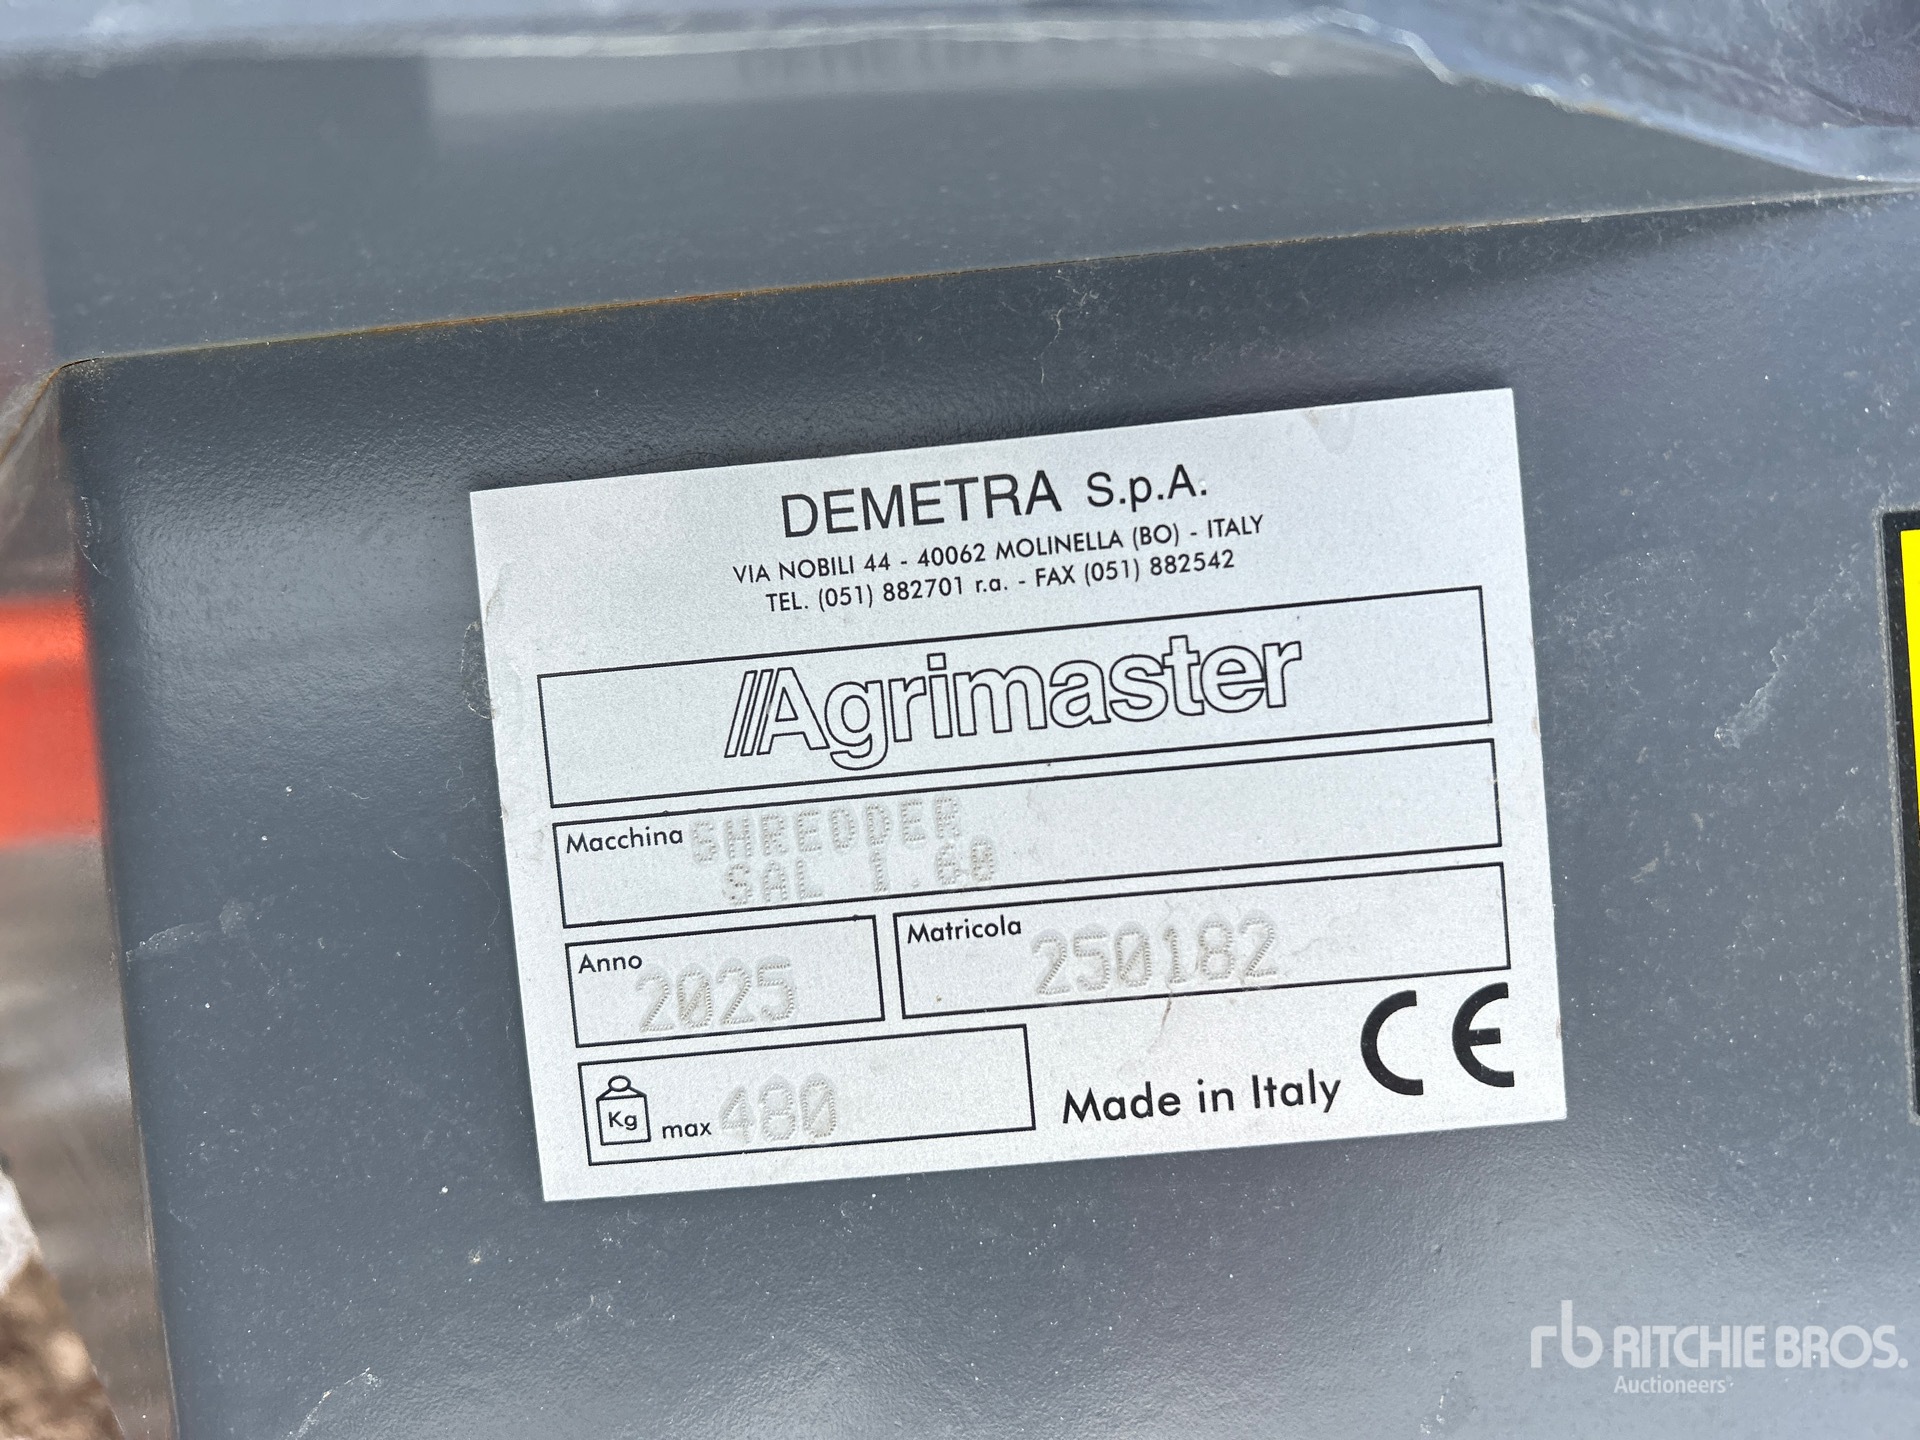 DEMETRA S.p.A.
VIA NOBILI 44 - 40062 MOLINELLA (BO) - ITALY
TEL. (051) 882701 r.a. - FAX (051) 882542
Agrimaster
Macchina SHREDDER
SAL 1.60
Anno 2025
Matricola 250182
Kg max 480
Made in Italy CE
rb RITCHIE BROS.
Auctioneers